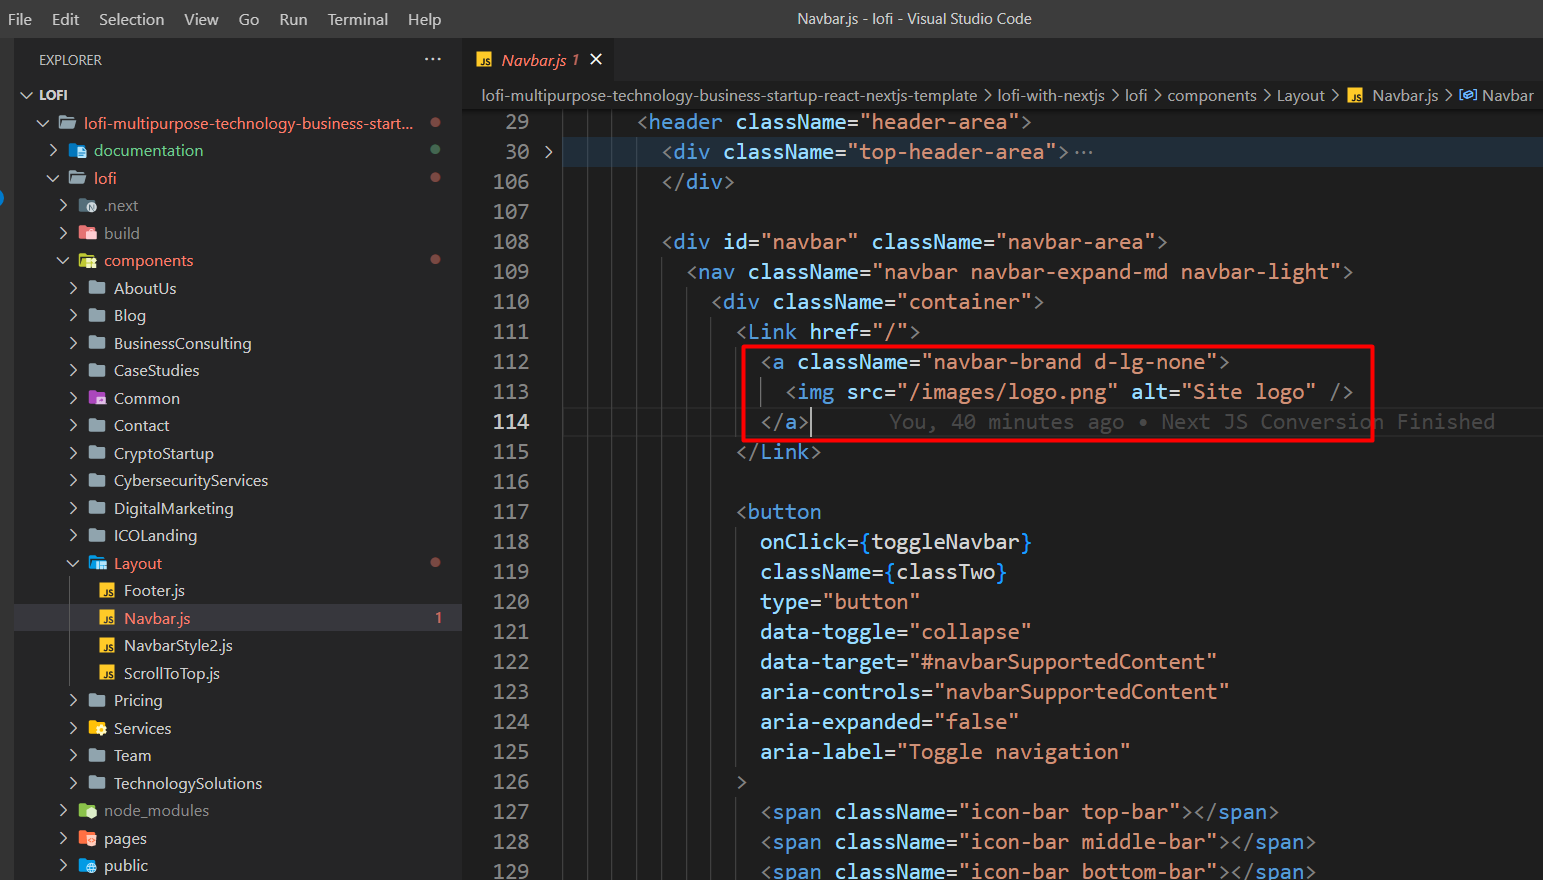 File Edit Selection View Go Run Terminal Help
Navbar.js - lofi - Visual Studio Code
EXPLORER ···
LOFI
lofi-multipurpose-technology-business-start...
documentation
lofi
.next
build
components
AboutUs
Blog
BusinessConsulting
CaseStudies
Common
Contact
CryptoStartup
CybersecurityServices
DigitalMarketing
ICOLanding
Layout
Footer.js
Navbar.js 1
NavbarStyle2.js
ScrollToTop.js
Pricing
Services
Team
TechnologySolutions
node_modules
pages
public
JS Navbar.js 1
lofi-multipurpose-technology-business-startup-react-nextjs-template > lofi-with-nextjs > lofi > components > Layout > JS Navbar.js > Navbar
29 <header className="header-area">
30 <div className="top-header-area">···
106 </div>
107
108 <div id="navbar" className="navbar-area">
109 <nav className="navbar navbar-expand-md navbar-light">
110 <div className="container">
111 <Link href="/">
112 <a className="navbar-brand d-lg-none">
113 <img src="/images/logo.png" alt="Site logo" />
114 </a> You, 40 minutes ago • Next JS Conversion Finished
115 </Link>
116
117 <button
118 onClick={toggleNavbar}
119 className={classTwo}
120 type="button"
121 data-toggle="collapse"
122 data-target="#navbarSupportedContent"
123 aria-controls="navbarSupportedContent"
124 aria-expanded="false"
125 aria-label="Toggle navigation"
126 >
127 <span className="icon-bar top-bar"></span>
128 <span className="icon-bar middle-bar"></span>
129 <span className="icon-bar bottom-bar"></span>